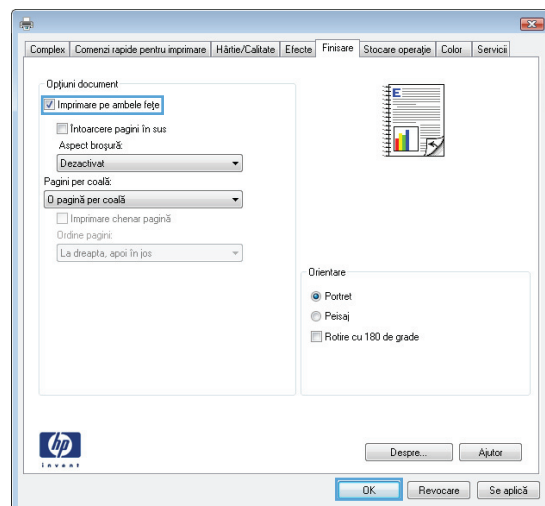 Complex Comenzi rapide pentru imprimare Hârtie/Calitate Efecte Finisare Stocare operaţie Color Servicii
Opţiuni document
Imprimare pe ambele feţe
Întoarcere pagini în sus
Aspect broşură:
Dezactivat
Pagini per coală:
O pagină per coală
Imprimare chenar pagină
Ordine pagini:
La dreapta, apoi în jos
E
Orientare
Portret
Peisaj
Rotire cu 180 de grade
hp
invent
Despre... Ajutor
OK Revocare Se aplică